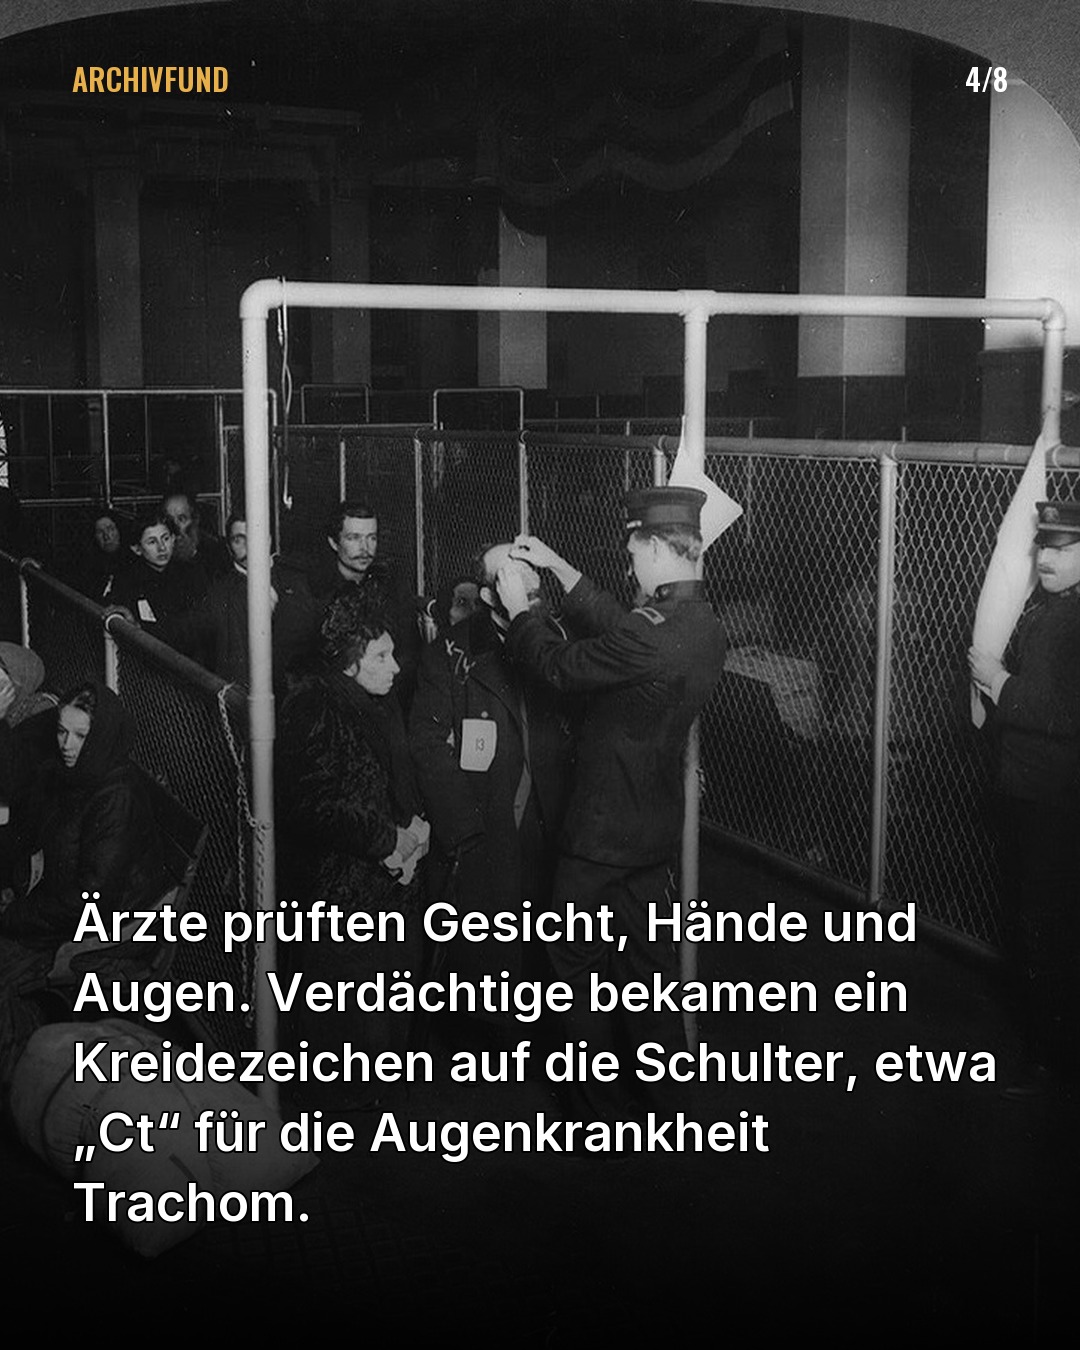 ARCHIVFUND
4/8
13
Ärzte prüften Gesicht, Hände und
Augen. Verdächtige bekamen ein
Kreidezeichen auf die Schulter, etwa
„Ct“ für die Augenkrankheit
Trachom.